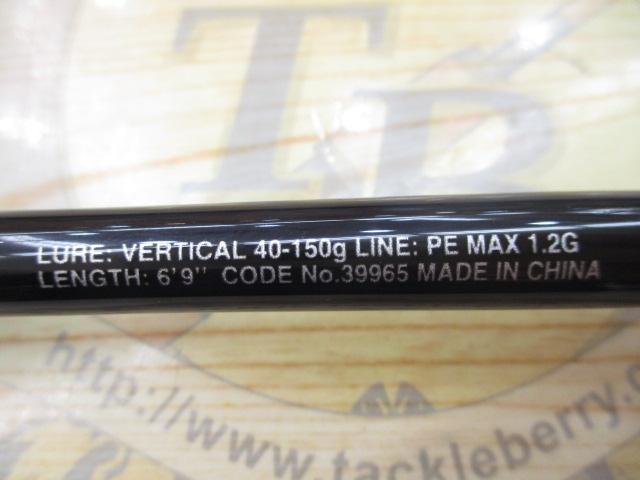 TB
LURE: VERTICAL 40-150g LINE: PE MAX 1.2G
LENGTH: 6'9'' CODE No.39965 MADE IN CHINA
http://www.tackleberry.c